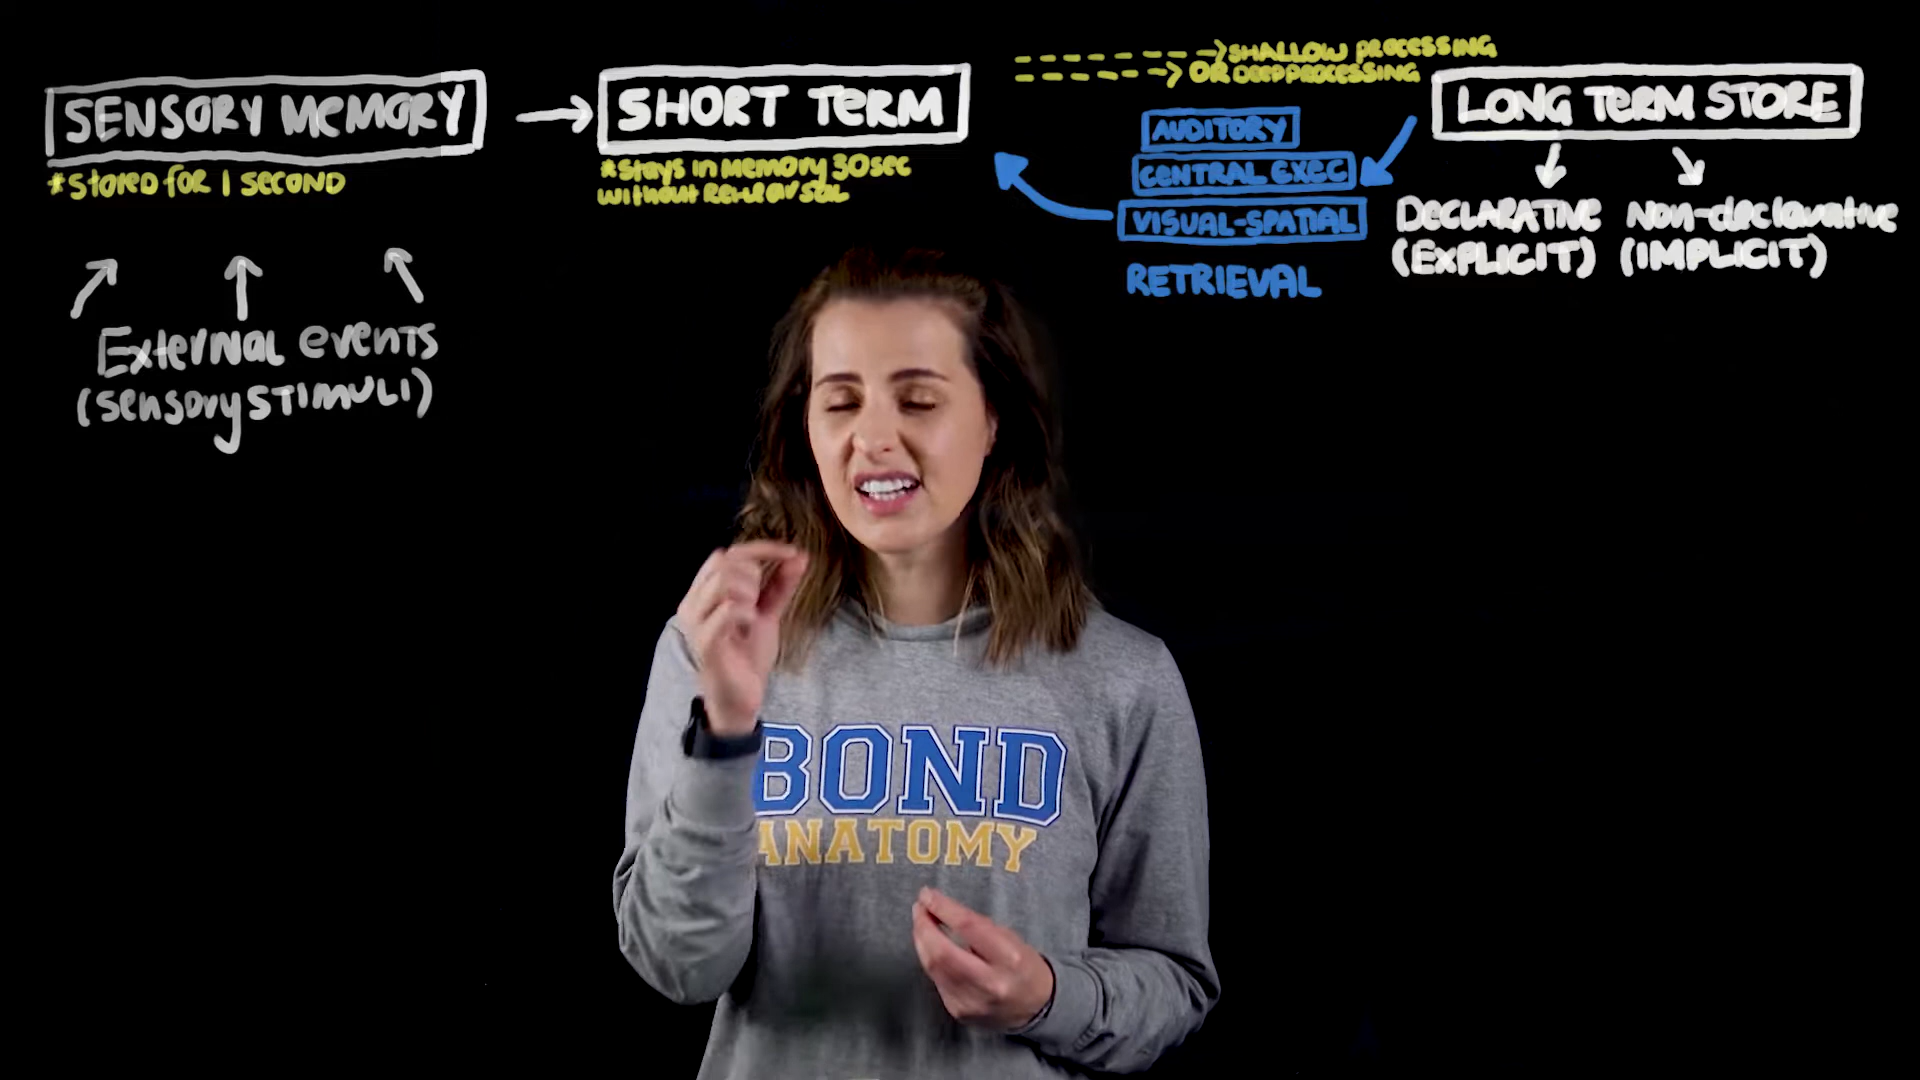 SENSORY MEMORY
*STORED FOR 1 SECOND
External events
(sensory STIMULI)
SHORT TERM
*Stays in memory 30sec
without rehearsal
SHALLOW PROCESSING
OR DEEP PROCESSING
AUDITORY
CENTRAL EXEC
VISUAL-SPATIAL
RETRIEVAL
LONG TERM STORE
DECLARATIVE
(EXPLICIT)
Non-declarative
(IMPLICIT)
BOND
ANATOMY